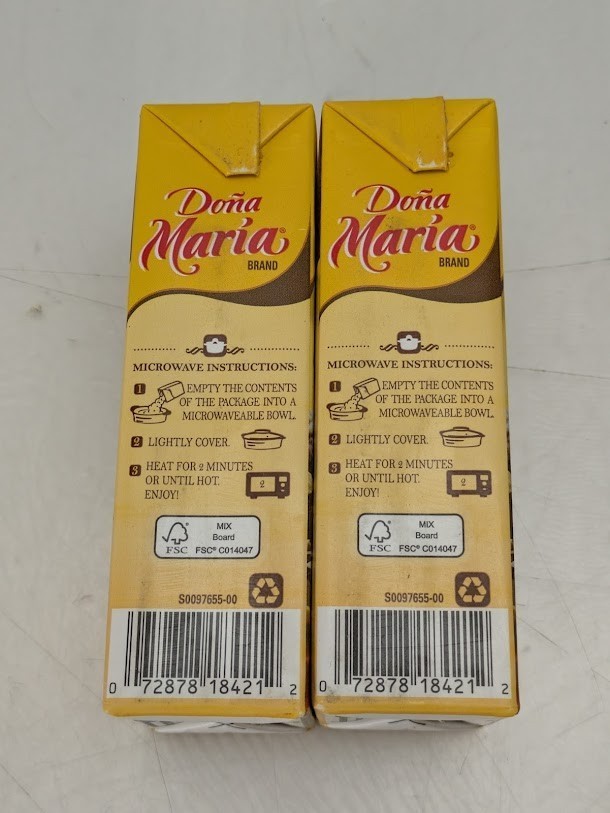 Doña
María®
BRAND
MICROWAVE INSTRUCTIONS:
1 EMPTY THE CONTENTS
OF THE PACKAGE INTO A
MICROWAVEABLE BOWL.
2 LIGHTLY COVER.
3 HEAT FOR 2 MINUTES
OR UNTIL HOT.
ENJOY!
2
FSC
MIX
Board
FSC® C014047
S0097655-00
0 72878 18421 2
Doña
María®
BRAND
MICROWAVE INSTRUCTIONS:
1 EMPTY THE CONTENTS
OF THE PACKAGE INTO A
MICROWAVEABLE BOWL.
2 LIGHTLY COVER.
3 HEAT FOR 2 MINUTES
OR UNTIL HOT.
ENJOY!
2
FSC
MIX
Board
FSC® C014047
S0097655-00
0 72878 18421 2